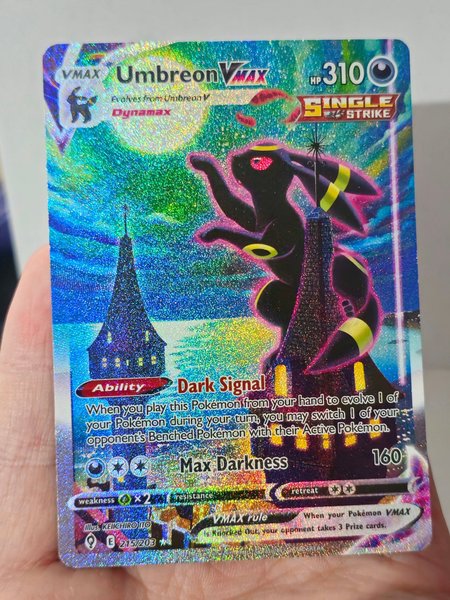 VMAX Umbreon VMAX HP 310
Evolves from Umbreon V
Dynamax
SINGLE
STRIKE
Ability Dark Signal
When you play this Pokémon from your hand to evolve 1 of
your Pokémon during your turn, you may switch 1 of your
opponent's Benched Pokémon with their Active Pokémon.
Max Darkness 160
weakness ×2 resistance retreat
Illus. KEIICHIRO ITO
VMAX rule When your Pokémon VMAX
is Knocked Out, your opponent takes 3 Prize cards.
E 215/203